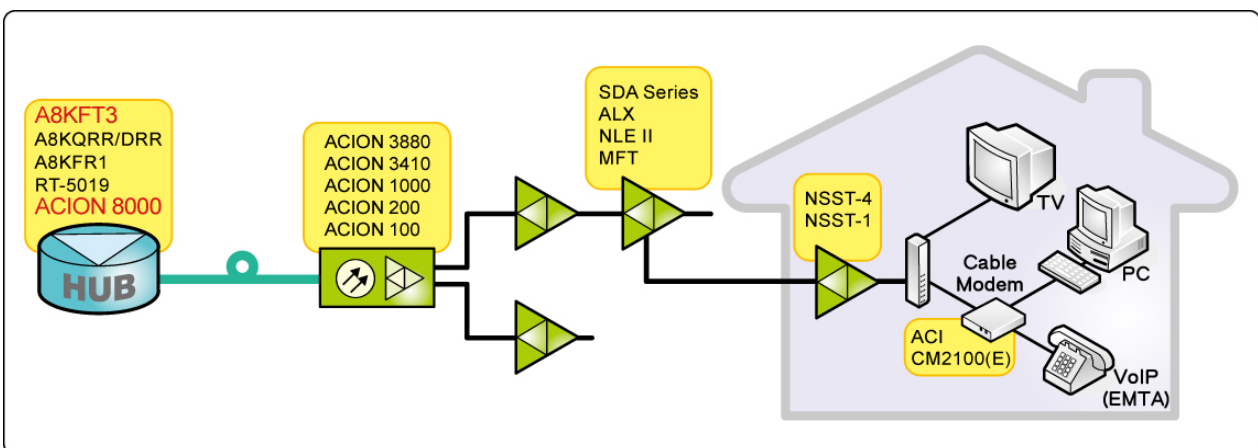 A8KFT3
A8KQRR/DRR
A8KFR1
RT-5019
ACION 8000
HUB
ACION 3880
ACION 3410
ACION 1000
ACION 200
ACION 100
SDA Series
ALX
NLE II
MFT
NSST-4
NSST-1
TV
PC
Cable
Modem
ACI
CM2100(E)
VoIP
(EMTA)